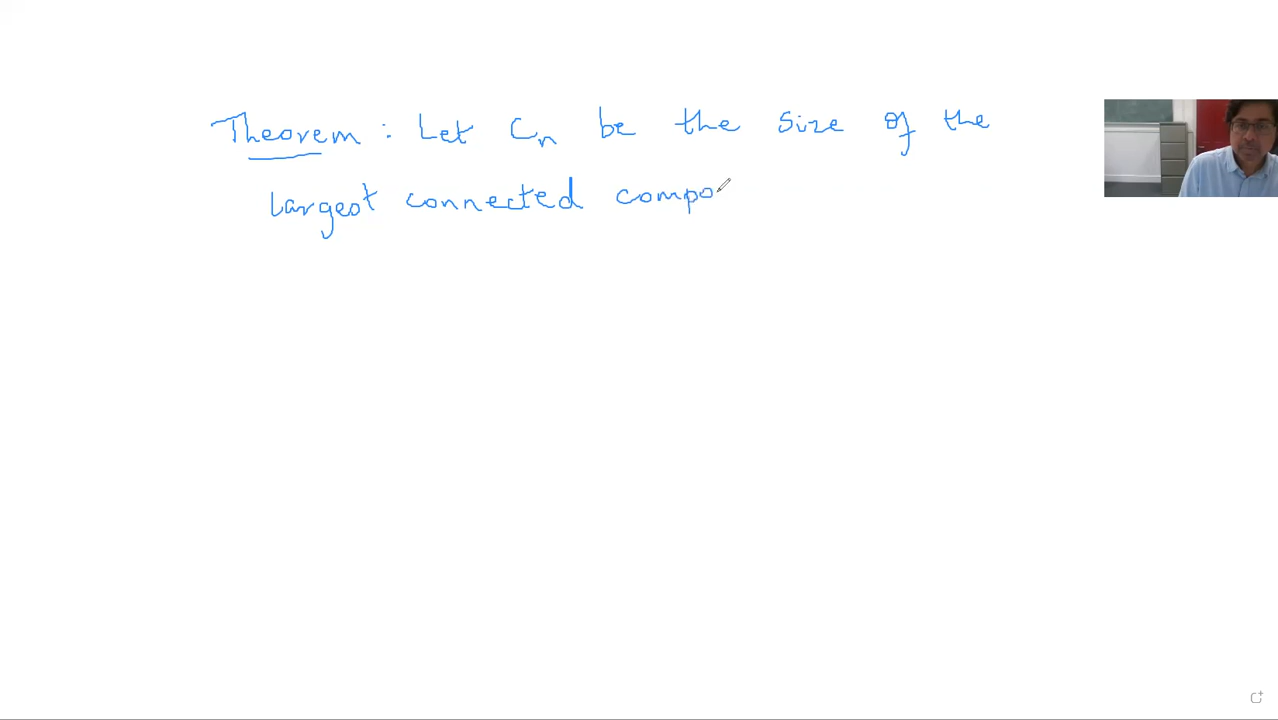 Theorem : Let Cn be the size of the
largest connected compo